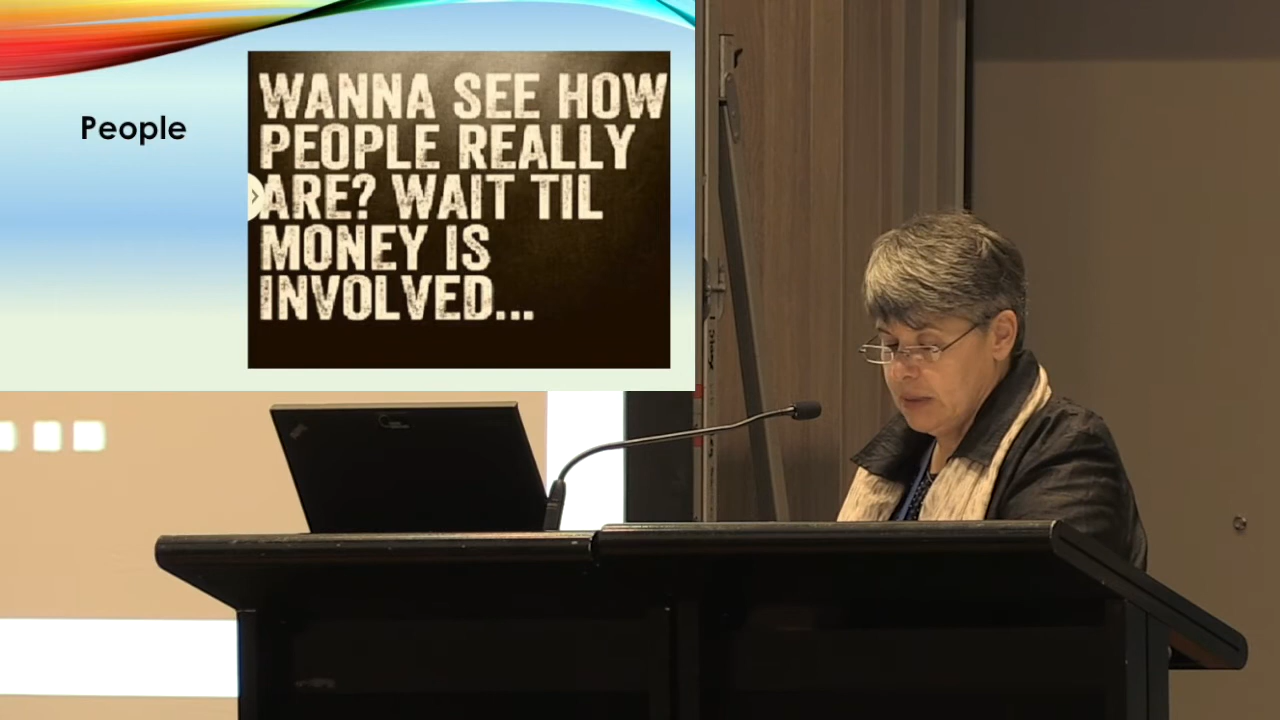 People
WANNA SEE HOW
PEOPLE REALLY
ARE? WAIT TIL
MONEY IS
INVOLVED...